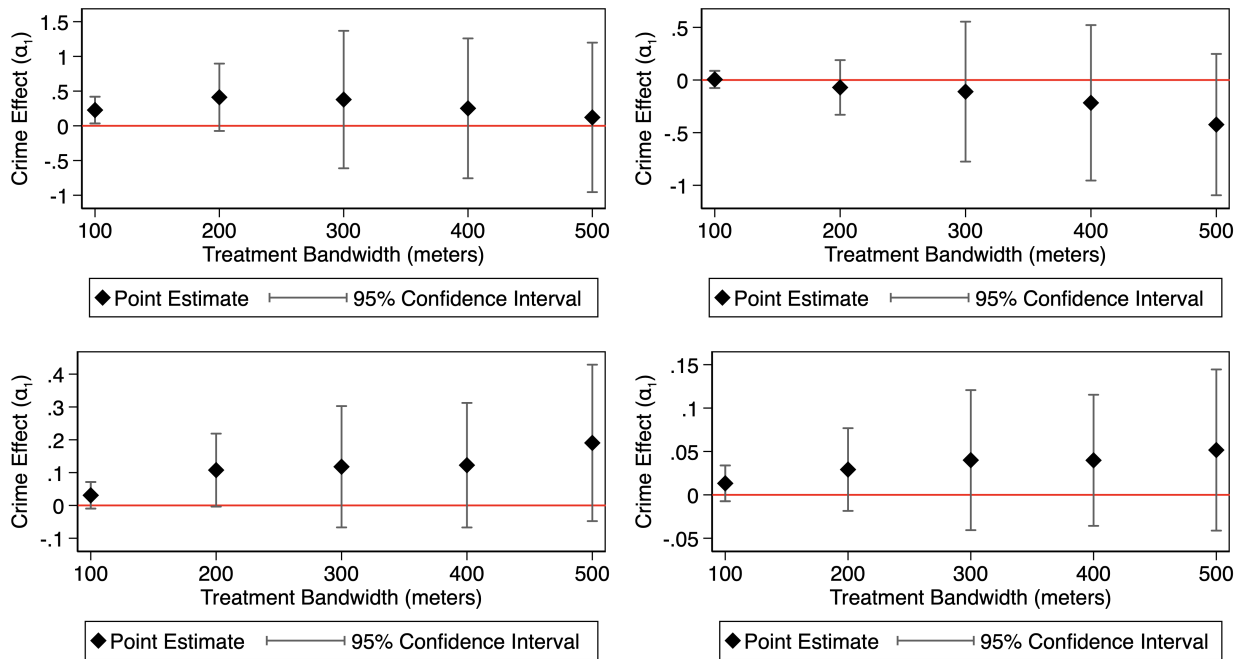 Crime Effect (α₁)
1.5
1
.5
0
-.5
-1
100 200 300 400 500
Treatment Bandwidth (meters)
Point Estimate 95% Confidence Interval
Crime Effect (α₁)
.5
0
-.5
-1
100 200 300 400 500
Treatment Bandwidth (meters)
Point Estimate 95% Confidence Interval
Crime Effect (α₁)
.4
.3
.2
.1
0
-.1
100 200 300 400 500
Treatment Bandwidth (meters)
Point Estimate 95% Confidence Interval
Crime Effect (α₁)
.15
.1
.05
0
-.05
100 200 300 400 500
Treatment Bandwidth (meters)
Point Estimate 95% Confidence Interval